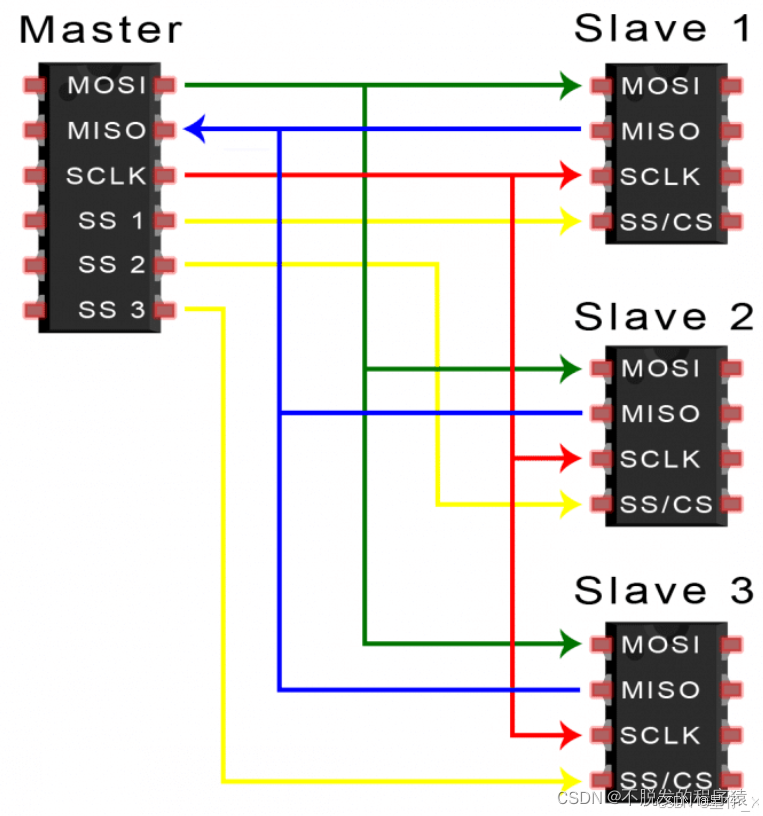 Master
MOSI
MISO
SCLK
SS 1
SS 2
SS 3
Slave 1
MOSI
MISO
SCLK
SS/CS
Slave 2
MOSI
MISO
SCLK
SS/CS
Slave 3
MOSI
MISO
SCLK
SS/CS
CSDN @不脱发的程序猿